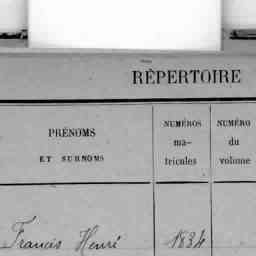 RÉPERTOIRE
PRÉNOMS
ET SURNOMS
NUMÉROS
ma-
tricules
NUMÉRO
du
volume
Francis Henri 1834